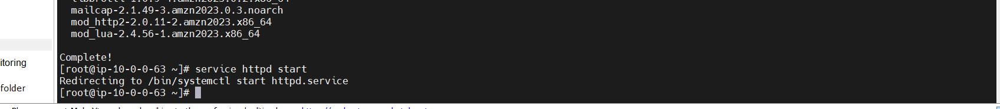 mailcap-2.1.49-3.amzn2023.0.3.noarch
mod_http2-2.0.11-2.amzn2023.x86_64
mod_lua-2.4.56-1.amzn2023.x86_64
Complete!
itoring
[root@ip-10-0-0-63 ~]# service httpd start
Redirecting to /bin/systemctl start httpd.service
folder
[root@ip-10-0-0-63 ~]#